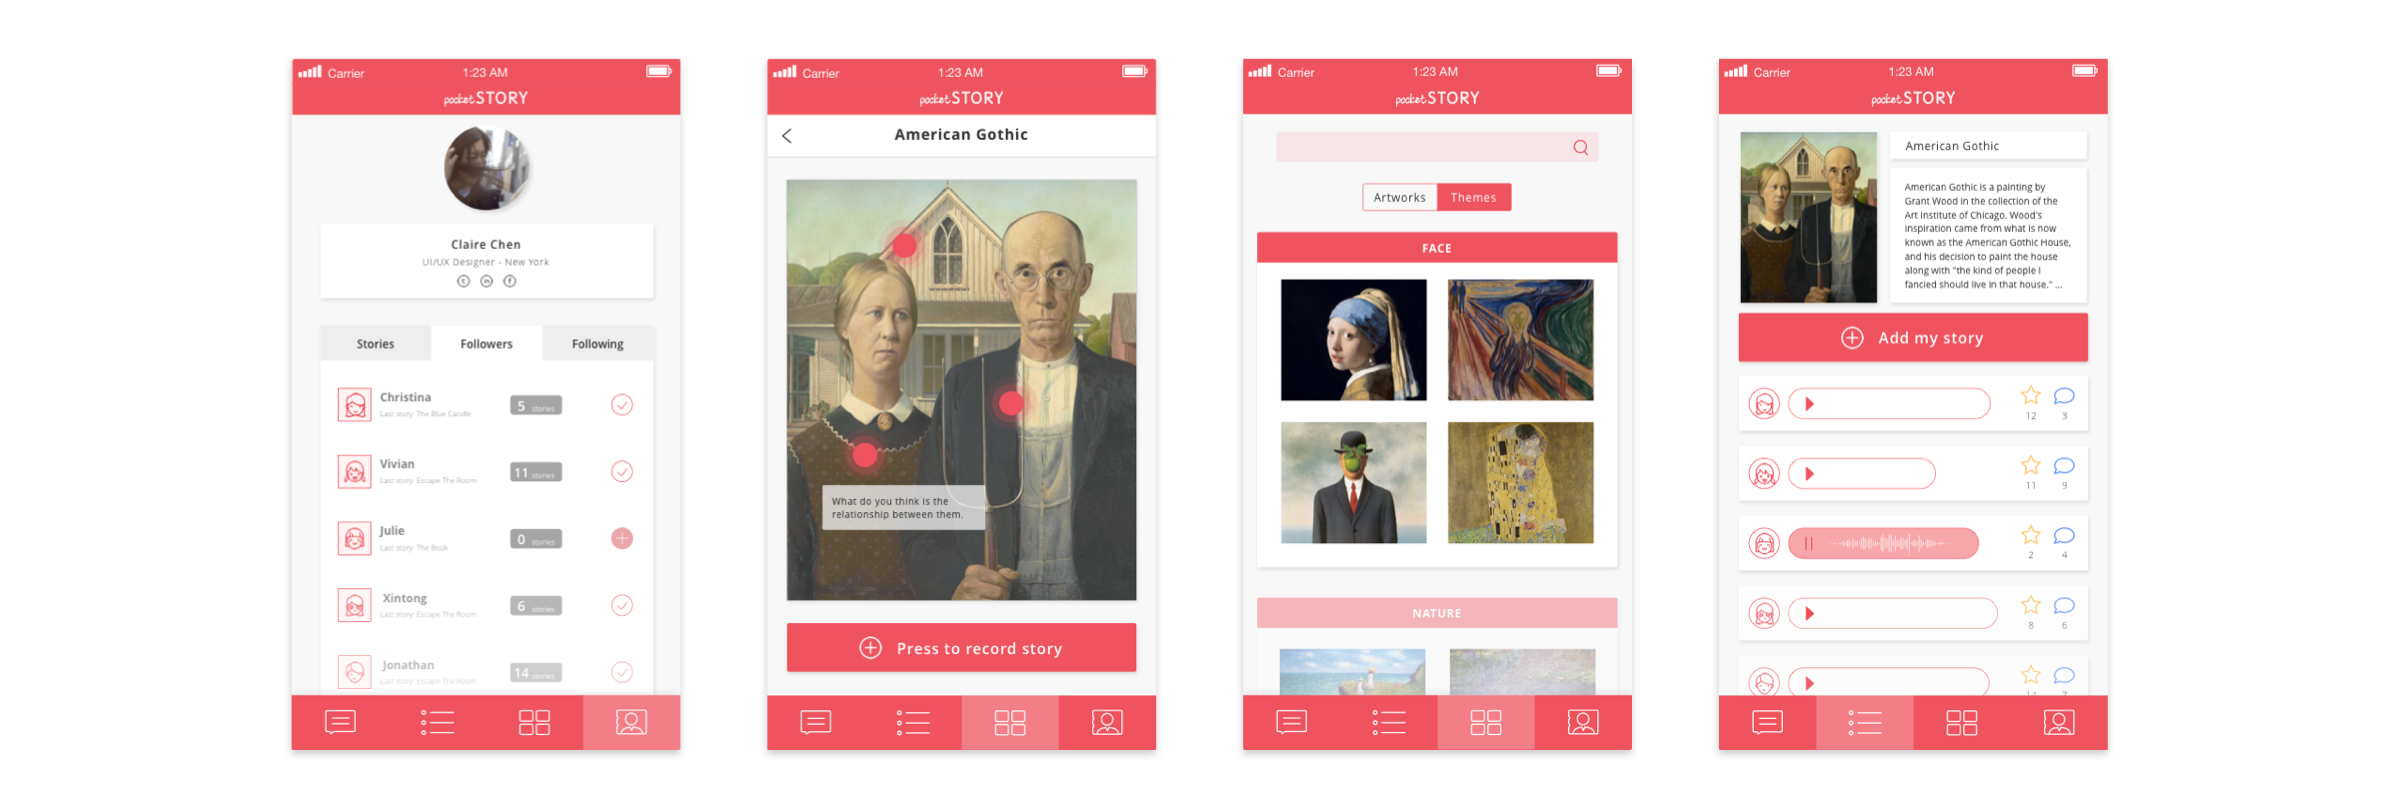 Carrier 1:23 AM
pocket STORY
Claire Chen
UI/UX Designer - New York
Stories Followers Following
Christina
Last story: The Blue Candle
5 stories
Vivian
Last story: Escape The Room
11 stories
Julie
Last story: The Book
0 stories
Xintong
Last story: Escape The Room
6 stories
Jonathan
Last story: Escape The Room
14 stories
Carrier 1:23 AM
pocket STORY
American Gothic
What do you think is the
relationship between them.
Press to record story
Carrier 1:23 AM
pocket STORY
Artworks Themes
FACE
NATURE
Carrier 1:23 AM
pocket STORY
American Gothic
American Gothic is a painting by
Grant Wood in the collection of the
Art Institute of Chicago. Wood's
inspiration came from what is now
known as the American Gothic House,
and his decision to paint the house
along with "the kind of people I
fancied should live in that house." ...
Add my story
12 3
11 9
2 4
8 6
14 7